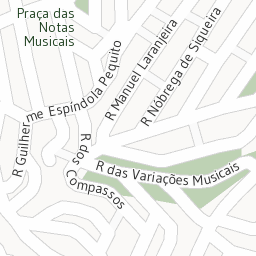 Praça das
Notas
Musicais
R Guilherme Espíndola Pequito
R Manuel Laranjeira
R Nóbrega de Siqueira
R dos Compassos
R das Variações Musicais